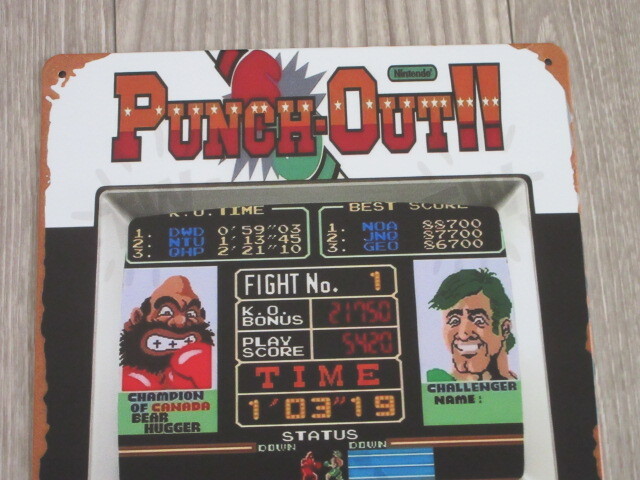 Nintendo
PUNCH-OUT!!
K.O. TIME
1. DWD 0'59"03
2. NTU 1'13"45
3. QHP 2'21"10
BEST SCORE
1. NOA 88700
2. JNQ 87700
3. GEO 86700
FIGHT No. 1
K.O. BONUS 21750
PLAY SCORE 5420
TIME
1'03"19
CHAMPION
OF CANADA
BEAR
HUGGER
CHALLENGER
NAME:
STATUS
DOWN DOWN